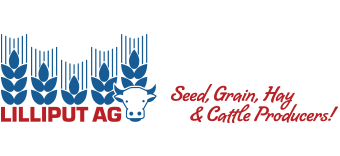 LILLIPUT AG
Seed, Grain, Hay
& Cattle Producers!